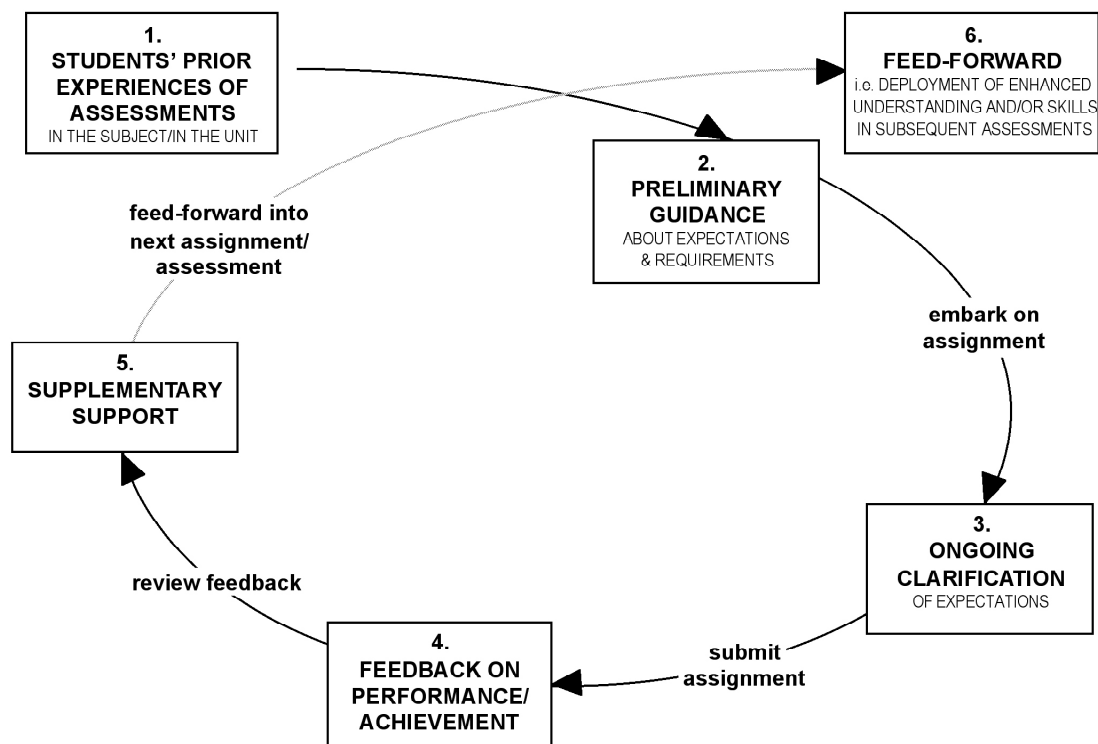 1.
STUDENTS' PRIOR
EXPERIENCES OF
ASSESSMENTS
IN THE SUBJECT/IN THE UNIT
6.
FEED-FORWARD
i.e. DEPLOYMENT OF ENHANCED
UNDERSTANDING AND/OR SKILLS
IN SUBSEQUENT ASSESSMENTS
2.
PRELIMINARY
GUIDANCE
ABOUT EXPECTATIONS
& REQUIREMENTS
feed-forward into
next assignment/
assessment
embark on
assignment
5.
SUPPLEMENTARY
SUPPORT
3.
ONGOING
CLARIFICATION
OF EXPECTATIONS
review feedback
submit
assignment
4.
FEEDBACK ON
PERFORMANCE/
ACHIEVEMENT